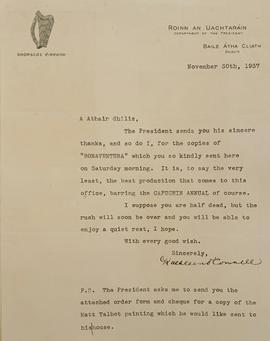 ROINN AN UACHTARÁIN
DEPARTMENT OF THE PRESIDENT
BAILE ÁTHA CLIATH
DUBLIN
SAORSTÁT ÉIREANN
November 30th, 1937
A Athair dhílis,
The President sends you his sincere
thanks, and so do I, for the copies of
"BONAVENTURA" which you so kindly sent here
on Saturday morning. It is, to say the very
least, the best production that comes to this
office, barring the CAPUCHIN ANNUAL of course.
I suppose you are half dead, but the
rush will soon be over and you will be able to
enjoy a quiet rest, I hope.
With every good wish.
Sincerely,
Kathleen O'Connell
P.S. The President asks me to send you the
attached order form and cheque for a copy of the
Matt Talbot painting which he would like sent to
his house.